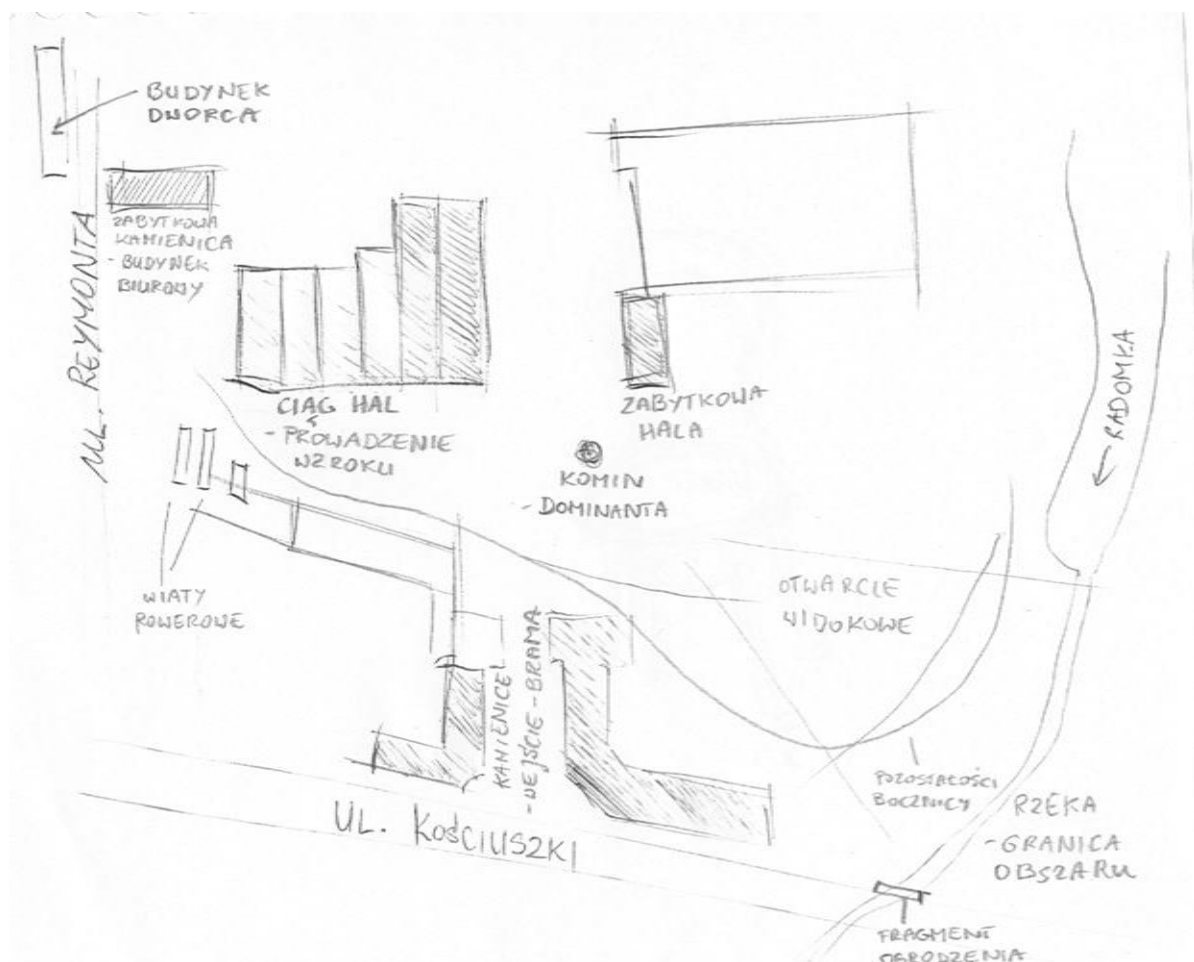 BUDYNEK
DWORCA
ZABYTKOWA
KAMIENICA
- BUDYNEK
BIUROWY
UL. REYMONTA
CIĄG HAL
- PROWADZENIE
WZROKU
ZABYTKOWA
HALA
KOMIN
- DOMINANTA
← RADOMKA
WIATY
ROWEROWE
OTWARCIE
WIDOKOWE
KAMIENICE
- WEJŚCIE - BRAMA
POZOSTAŁOŚCI
BOCZNICY
RZEKA
- GRANICA
OBSZARU
UL. KOŚCIUSZKI
FRAGMENT
OGRODZENIA